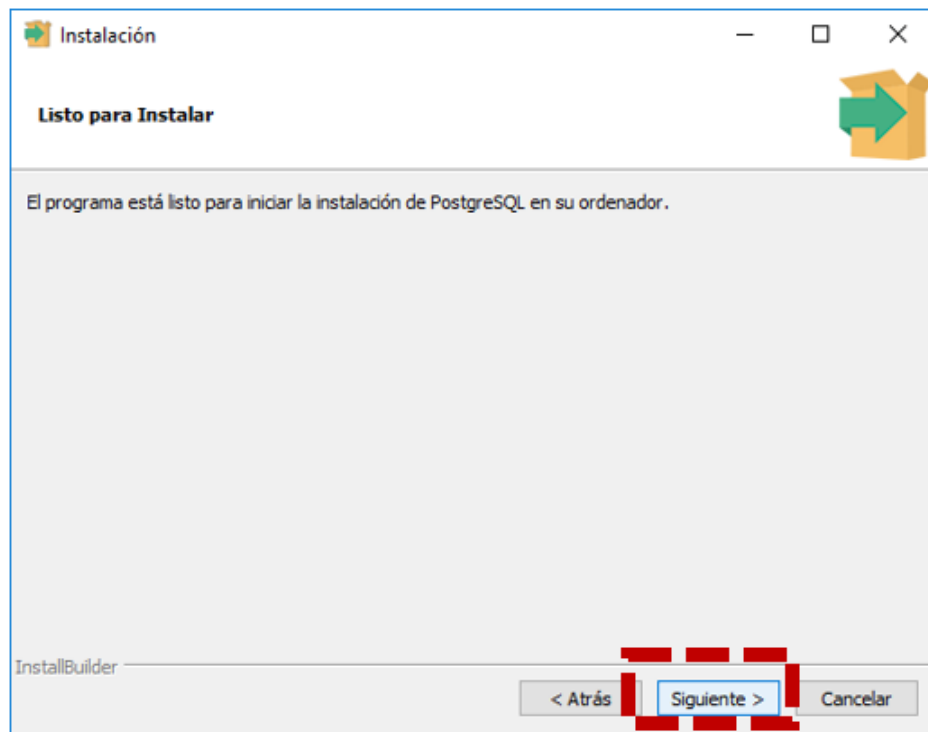 Instalación
Listo para Instalar
El programa está listo para iniciar la instalación de PostgreSQL en su ordenador.
InstallBuilder
< Atrás
Siguiente >
Cancelar